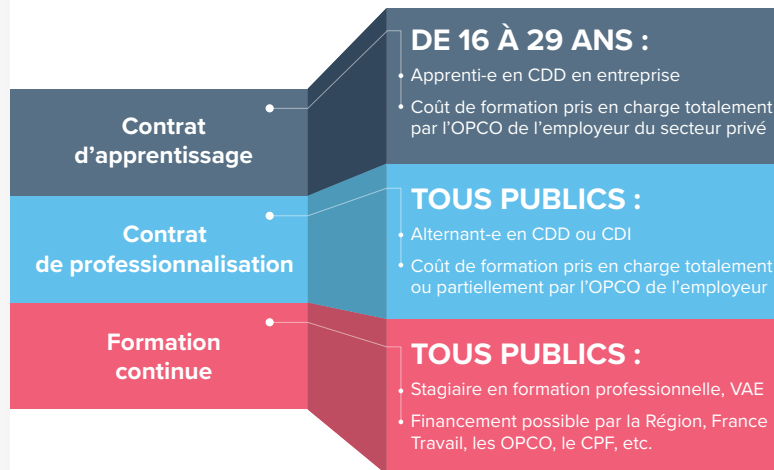 Contrat
d'apprentissage
DE 16 À 29 ANS :
• Apprenti-e en CDD en entreprise
• Coût de formation pris en charge totalement
par l'OPCO de l'employeur du secteur privé
Contrat
de professionnalisation
TOUS PUBLICS :
• Alternant-e en CDD ou CDI
• Coût de formation pris en charge totalement
ou partiellement par l'OPCO de l'employeur
Formation
continue
TOUS PUBLICS :
• Stagiaire en formation professionnelle, VAE
• Financement possible par la Région, France
Travail, les OPCO, le CPF, etc.